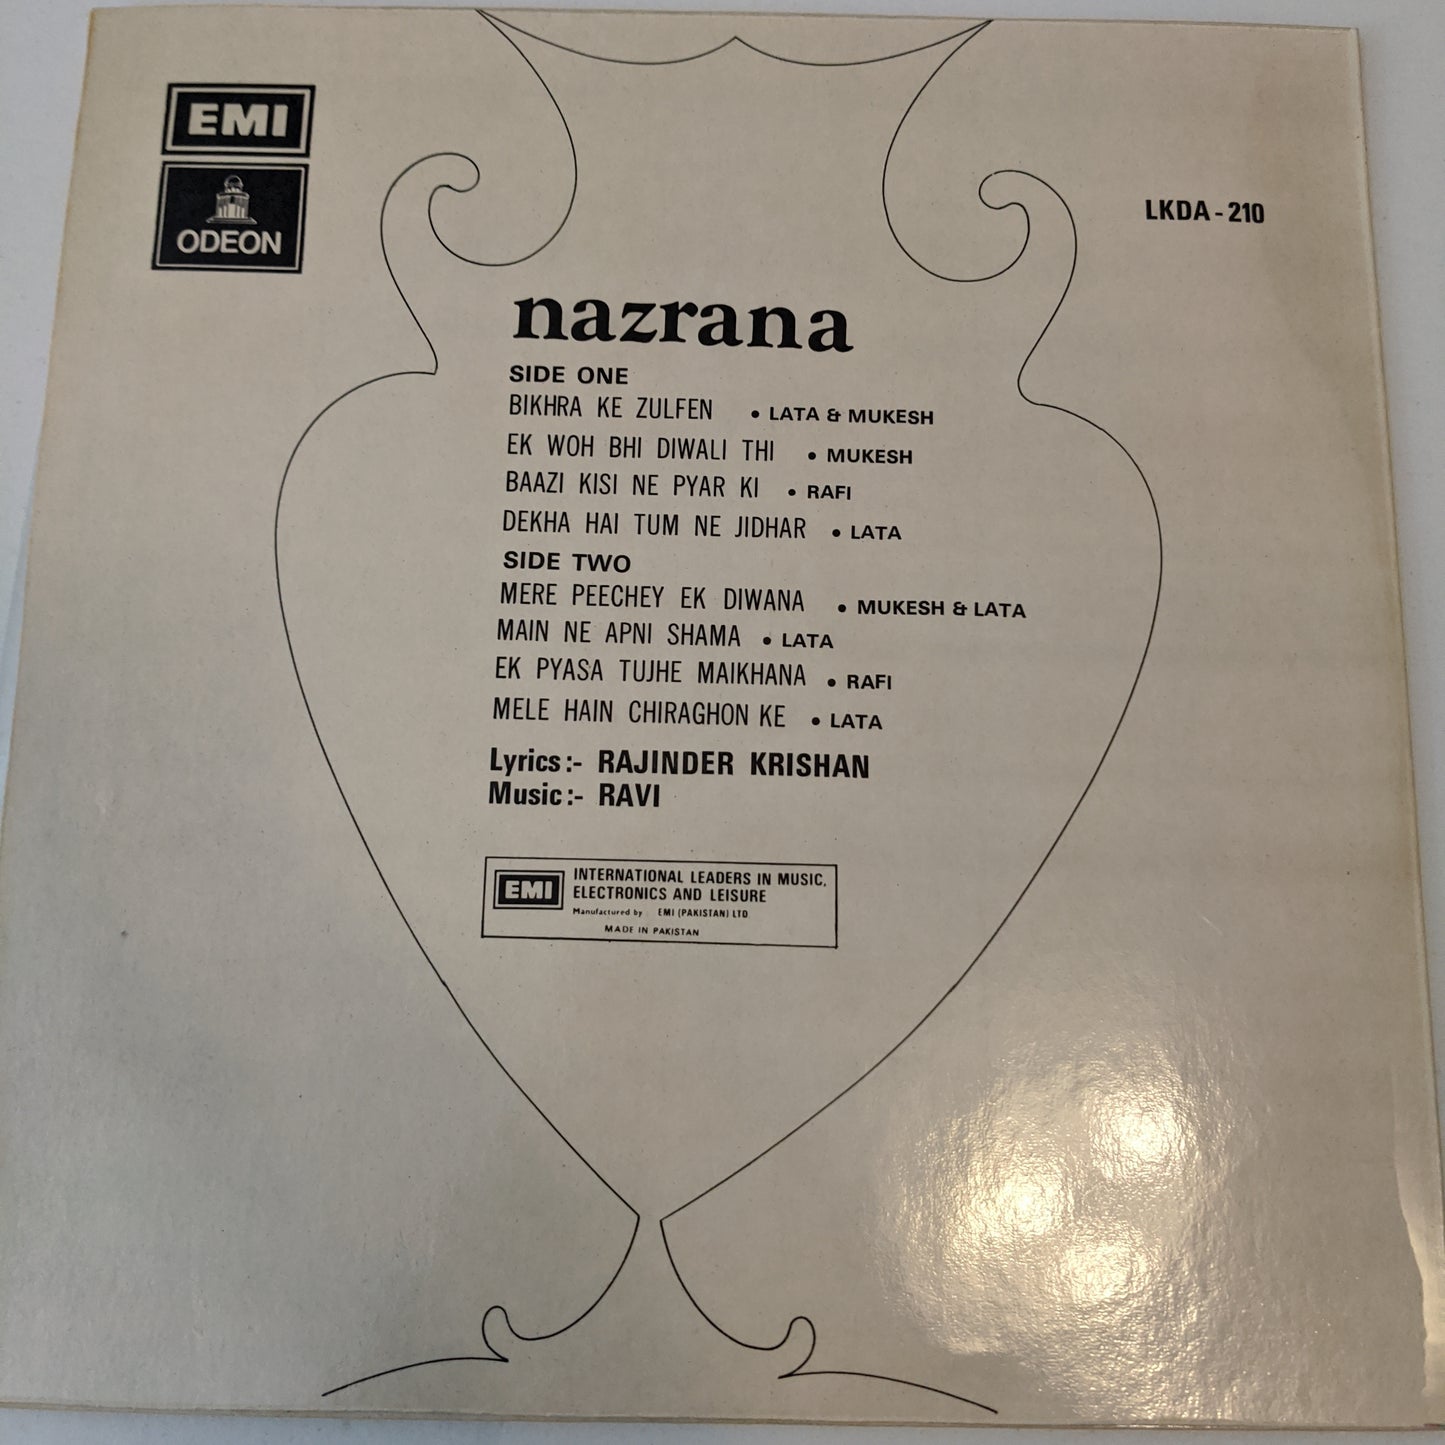 EMI
ODEON
LKDA - 210
nazrana
SIDE ONE
BIKHRA KE ZULFEN • LATA & MUKESH
EK WOH BHI DIWALI THI • MUKESH
BAAZI KISI NE PYAR KI • RAFI
DEKHA HAI TUM NE JIDHAR • LATA
SIDE TWO
MERE PEECHEY EK DIWANA • MUKESH & LATA
MAIN NE APNI SHAMA • LATA
EK PYASA TUJHE MAIKHANA • RAFI
MELE HAIN CHIRAGHON KE • LATA
Lyrics :- RAJINDER KRISHAN
Music :- RAVI
EMI
INTERNATIONAL LEADERS IN MUSIC,
ELECTRONICS AND LEISURE
Manufactured by EMI (PAKISTAN) LTD
MADE IN PAKISTAN